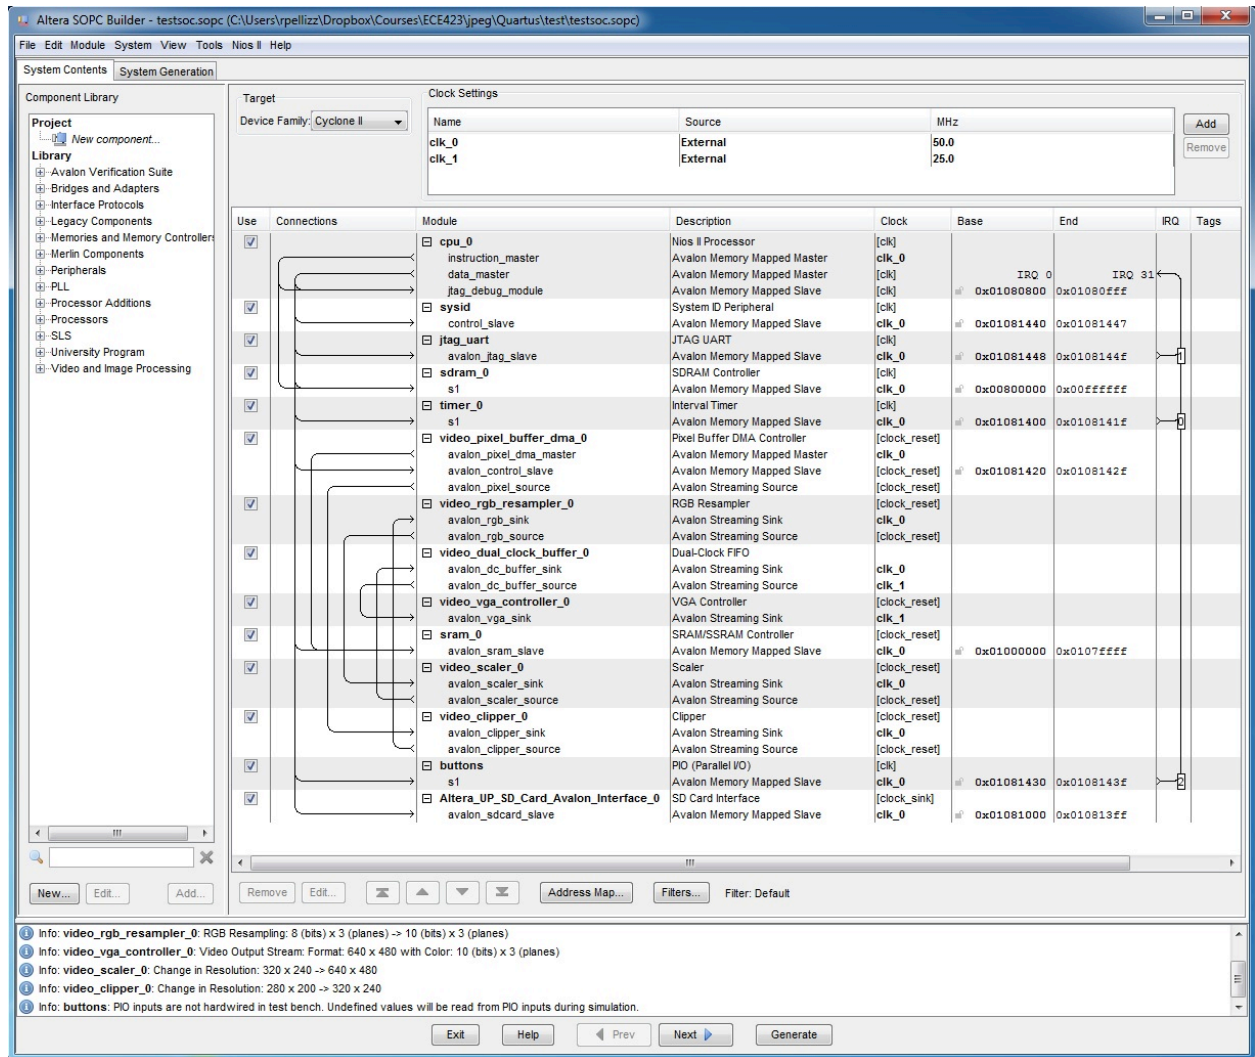 Altera SOPC Builder - testsoc.sopc (C:\Users\rpellizz\Dropbox\Courses\ECE423\jpeg\Quartus\test\testsoc.sopc)
File Edit Module System View Tools Nios II Help
System Contents System Generation
Component Library
Project
New component...
Library
Avalon Verification Suite
Bridges and Adapters
Interface Protocols
Legacy Components
Memories and Memory Controller
Merlin Components
Peripherals
PLL
Processor Additions
Processors
SLS
University Program
Video and Image Processing
New... Edit... Add...
Target
Device Family: Cyclone II
Clock Settings
Name Source MHz
clk_0 External 50.0
clk_1 External 25.0
Add
Remove
Use Connections Module Description Clock Base End IRQ Tags
cpu_0 Nios II Processor [clk]
instruction_master Avalon Memory Mapped Master clk_0
data_master Avalon Memory Mapped Master [clk] IRQ 0 IRQ 31
jtag_debug_module Avalon Memory Mapped Slave [clk] 0x01080800 0x01080fff
sysid System ID Peripheral [clk]
control_slave Avalon Memory Mapped Slave clk_0 0x01081440 0x01081447
jtag_uart JTAG UART [clk]
avalon_jtag_slave Avalon Memory Mapped Slave clk_0 0x01081448 0x0108144f 1
sdram_0 SDRAM Controller [clk]
s1 Avalon Memory Mapped Slave clk_0 0x00800000 0x00ffffff
timer_0 Interval Timer [clk]
s1 Avalon Memory Mapped Slave clk_0 0x01081400 0x0108141f 0
video_pixel_buffer_dma_0 Pixel Buffer DMA Controller [clock_reset]
avalon_pixel_dma_master Avalon Memory Mapped Master clk_0
avalon_control_slave Avalon Memory Mapped Slave [clock_reset] 0x01081420 0x0108142f
avalon_pixel_source Avalon Streaming Source [clock_reset]
video_rgb_resampler_0 RGB Resampler [clock_reset]
avalon_rgb_sink Avalon Streaming Sink clk_0
avalon_rgb_source Avalon Streaming Source [clock_reset]
video_dual_clock_buffer_0 Dual-Clock FIFO
avalon_dc_buffer_sink Avalon Streaming Sink clk_0
avalon_dc_buffer_source Avalon Streaming Source clk_1
video_vga_controller_0 VGA Controller [clock_reset]
avalon_vga_sink Avalon Streaming Sink clk_1
sram_0 SRAM/SSRAM Controller [clock_reset]
avalon_sram_slave Avalon Memory Mapped Slave clk_0 0x01000000 0x0107ffff
video_scaler_0 Scaler [clock_reset]
avalon_scaler_sink Avalon Streaming Sink clk_0
avalon_scaler_source Avalon Streaming Source [clock_reset]
video_clipper_0 Clipper [clock_reset]
avalon_clipper_sink Avalon Streaming Sink clk_0
avalon_clipper_source Avalon Streaming Source [clock_reset]
buttons PIO (Parallel I/O) [clk]
s1 Avalon Memory Mapped Slave clk_0 0x01081430 0x0108143f 2
Altera_UP_SD_Card_Avalon_Interface_0 SD Card Interface [clock_sink]
avalon_sdcard_slave Avalon Memory Mapped Slave clk_0 0x01081000 0x010813ff
Remove Edit... Address Map... Filters... Filter: Default
Info: video_rgb_resampler_0: RGB Resampling: 8 (bits) x 3 (planes) -> 10 (bits) x 3 (planes)
Info: video_vga_controller_0: Video Output Stream: Format: 640 x 480 with Color: 10 (bits) x 3 (planes)
Info: video_scaler_0: Change in Resolution: 320 x 240 -> 640 x 480
Info: video_clipper_0: Change in Resolution: 280 x 200 -> 320 x 240
Info: buttons: PIO inputs are not hardwired in test bench. Undefined values will be read from PIO inputs during simulation.
Exit Help Prev Next Generate